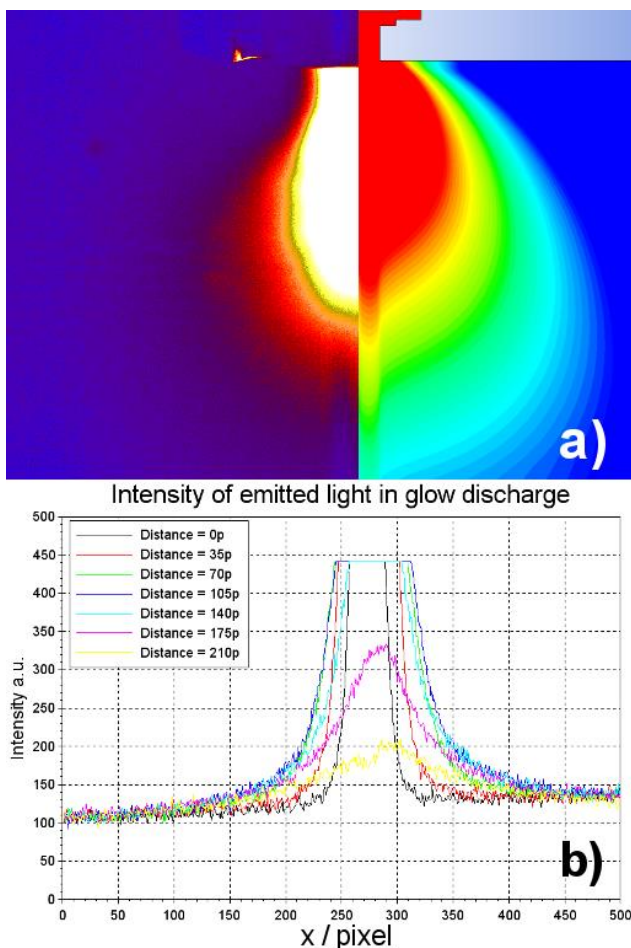 a)
Intensity of emitted light in glow discharge
500
450
400
350
300
250
200
150
100
50
0
Intensity a.u.
Distance = 0p
Distance = 35p
Distance = 70p
Distance = 105p
Distance = 140p
Distance = 175p
Distance = 210p
b)
0 50 100 150 200 250 300 350 400 450 500
x / pixel